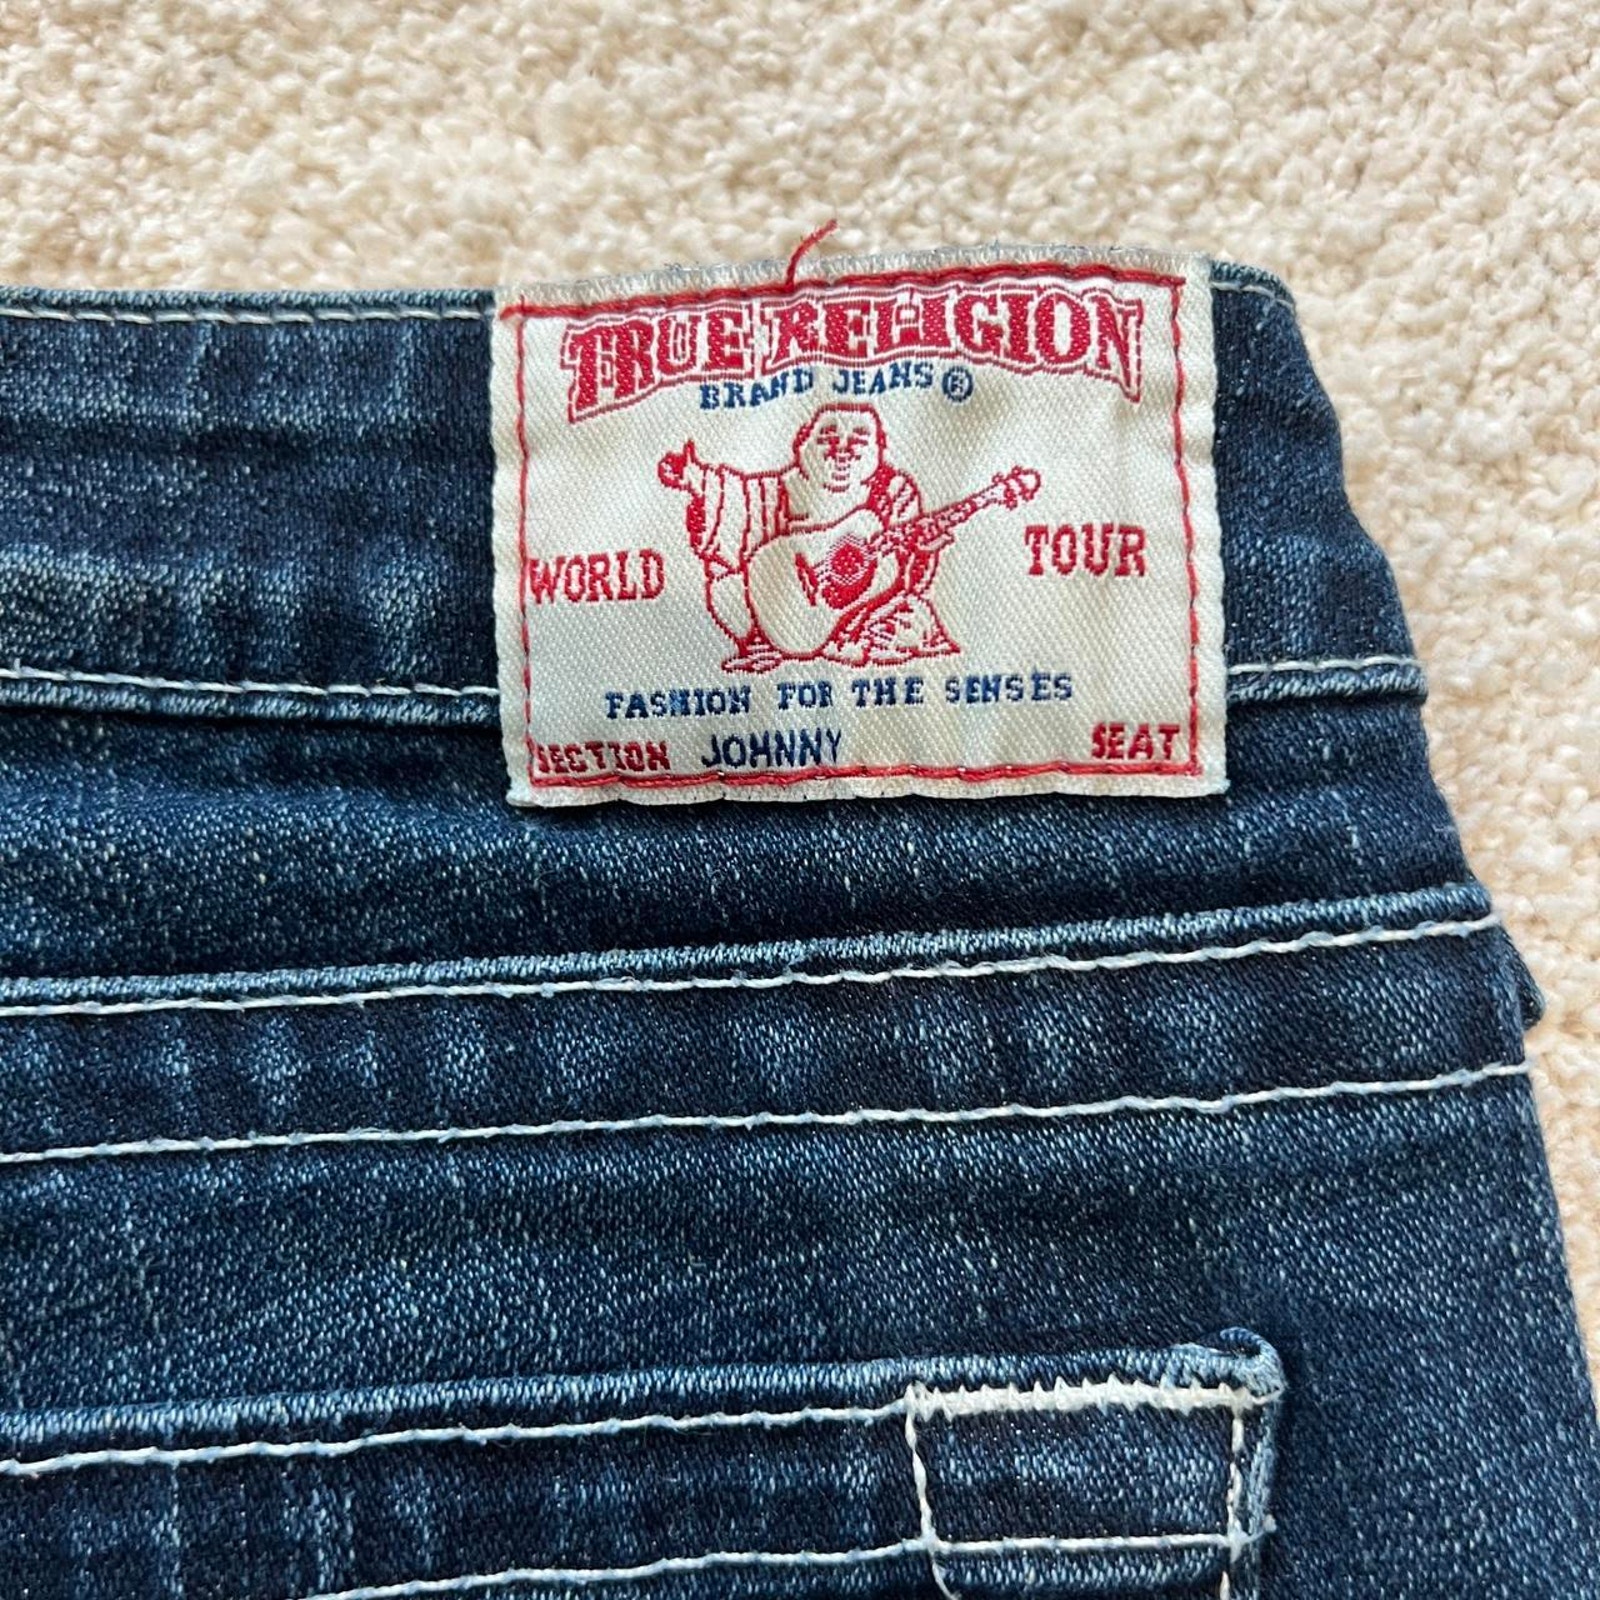 TRUE RELIGION
BRAND JEANS ®
WORLD TOUR
FASHION FOR THE SENSES
SECTION JOHNNY SEAT